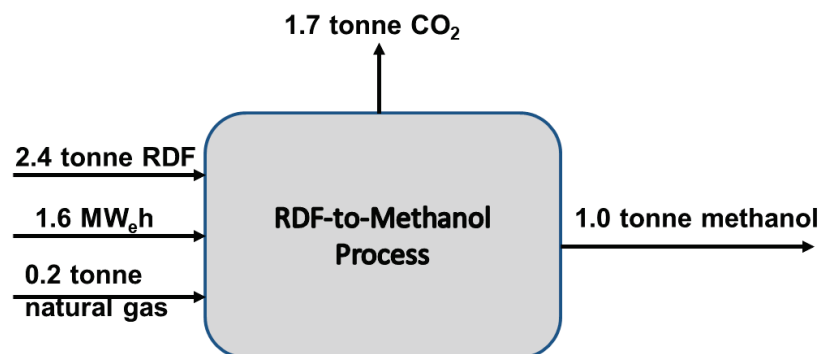 1.7 tonne CO₂
2.4 tonne RDF
1.6 MWₑh
0.2 tonne
natural gas
RDF-to-Methanol
Process
1.0 tonne methanol